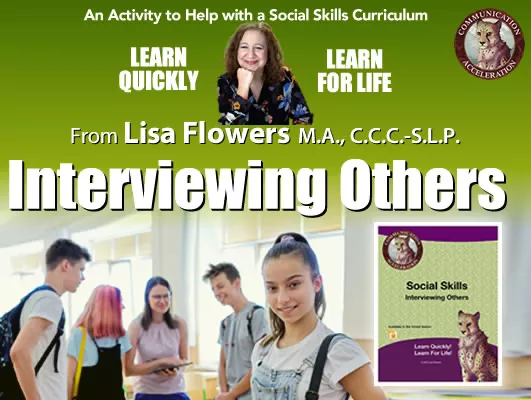 An Activity to Help with a Social Skills Curriculum
COMMUNICATION
ACCELERATION
LEARN
QUICKLY
LEARN
FOR LIFE
From Lisa Flowers M.A., C.C.C.-S.L.P.
Interviewing Others
Social Skills
Interviewing Others
Learn Quickly!
Learn For Life!